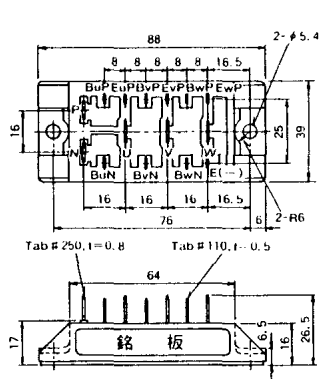 88
8 8 8 8 8 16.5
2-φ5.4
BuP EuP BvP EvP BwP EwP
P
16
25
39
N U V W
BuN BvN BwN E(−)
16 16 16 16.5
76 6
2-R6
Tab#250, t=0.8
Tab#110, t=0.5
64
17
銘 板
6.5
16
26.5